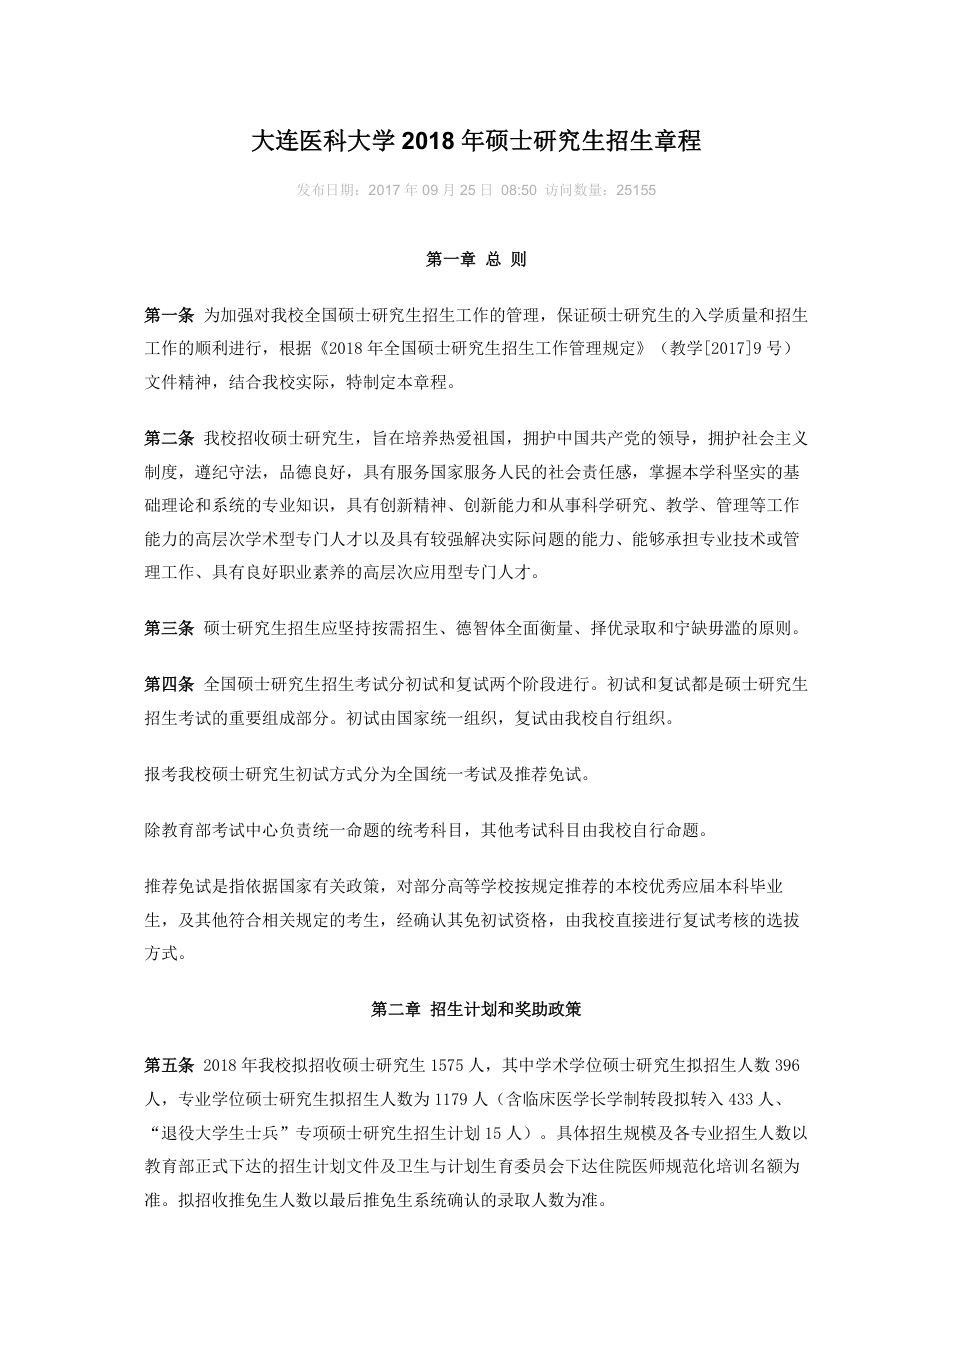 大连医科大学 2018 年硕士研究生招生章程
发布日期：2017 年 09 月 25 日 08:50 访问数量：25155
第一章 总 则
第一条 为加强对我校全国硕士研究生招生工作的管理，保证硕士研究生的入学质量和招生
工作的顺利进行，根据《2018 年全国硕士研究生招生工作管理规定》（教学[2017]9 号）
文件精神，结合我校实际，特制定本章程。
第二条 我校招收硕士研究生，旨在培养热爱祖国，拥护中国共产党的领导，拥护社会主义
制度，遵纪守法，品德良好，具有服务国家服务人民的社会责任感，掌握本学科坚实的基
础理论和系统的专业知识，具有创新精神、创新能力和从事科学研究、教学、管理等工作
能力的高层次学术型专门人才以及具有较强解决实际问题的能力、能够承担专业技术或管
理工作、具有良好职业素养的高层次应用型专门人才。
第三条 硕士研究生招生应坚持按需招生、德智体全面衡量、择优录取和宁缺毋滥的原则。
第四条 全国硕士研究生招生考试分初试和复试两个阶段进行。初试和复试都是硕士研究生
招生考试的重要组成部分。初试由国家统一组织，复试由我校自行组织。
报考我校硕士研究生初试方式分为全国统一考试及推荐免试。
除教育部考试中心负责统一命题的统考科目，其他考试科目由我校自行命题。
推荐免试是指依据国家有关政策，对部分高等学校按规定推荐的本校优秀应届本科毕业
生，及其他符合相关规定的考生，经确认其免初试资格，由我校直接进行复试考核的选拔
方式。
第二章 招生计划和奖助政策
第五条 2018 年我校拟招收硕士研究生 1575 人，其中学术学位硕士研究生拟招生人数 396
人，专业学位硕士研究生拟招生人数为 1179 人（含临床医学长学制转段拟转入 433 人、
“退役大学生士兵”专项硕士研究生招生计划 15 人）。具体招生规模及各专业招生人数以
教育部正式下达的招生计划文件及卫生与计划生育委员会下达住院医师规范化培训名额为
准。拟招收推免生人数以最后推免生系统确认的录取人数为准。